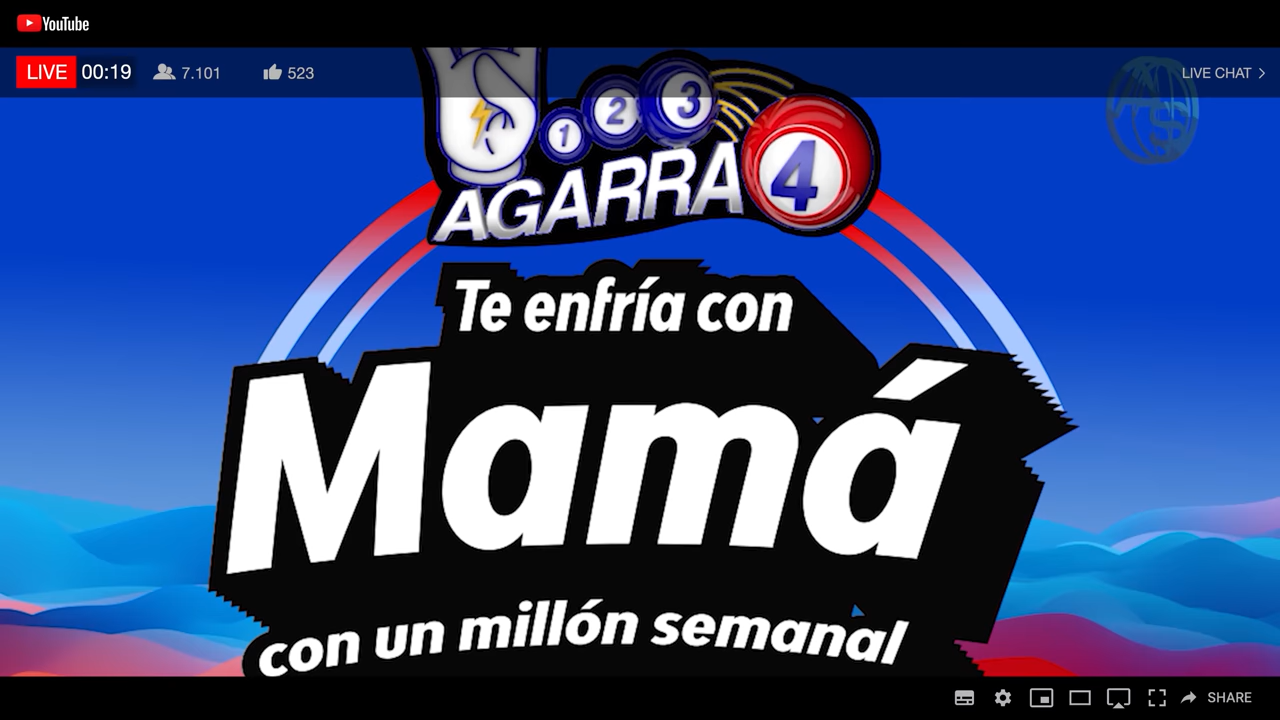 YouTube
LIVE 00:19 7.101 523 LIVE CHAT
1 2 3 4
AGARRA
Te enfría con
Mamá
con un millón semanal
SHARE